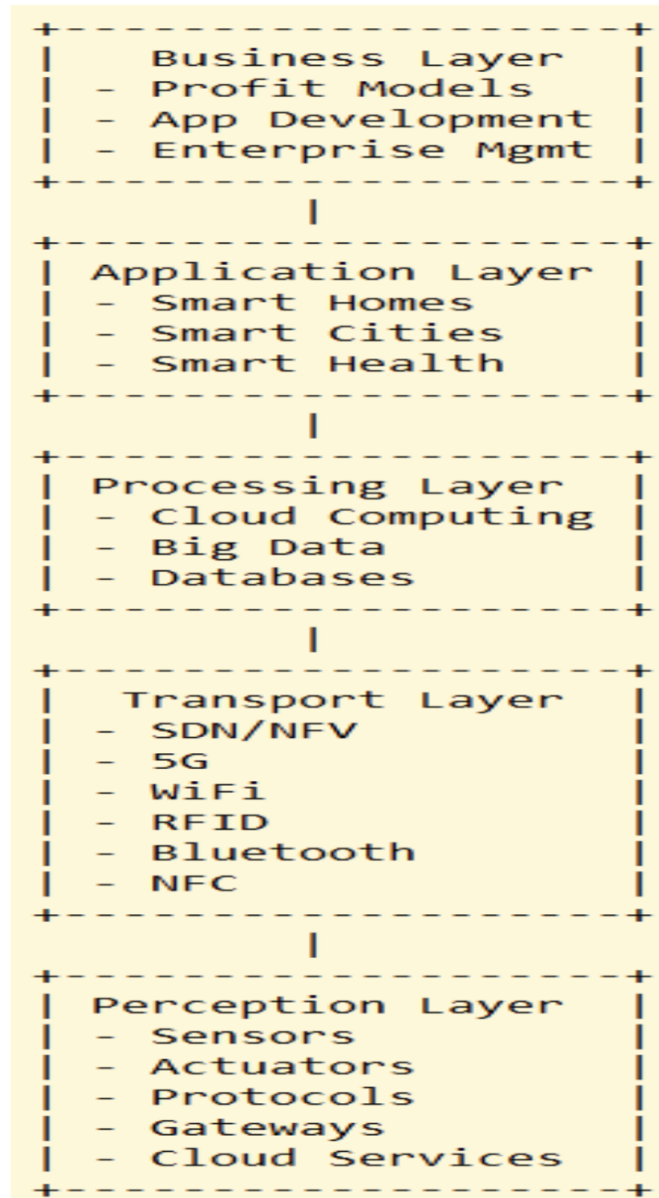 +---------------------+
|    Business Layer   |
|  - Profit Models    |
|  - App Development  |
|  - Enterprise Mgmt  |
+---------------------+
|
+---------------------+
|  Application Layer  |
|  - Smart Homes      |
|  - Smart Cities     |
|  - Smart Health     |
+---------------------+
|
+---------------------+
|  Processing Layer   |
|  - Cloud Computing  |
|  - Big Data         |
|  - Databases        |
+---------------------+
|
+---------------------+
|   Transport Layer   |
|  - SDN/NFV          |
|  - 5G               |
|  - WiFi             |
|  - RFID             |
|  - Bluetooth        |
|  - NFC              |
+---------------------+
|
+---------------------+
|  Perception Layer   |
|  - Sensors          |
|  - Actuators        |
|  - Protocols        |
|  - Gateways         |
|  - Cloud Services   |
+---------------------+